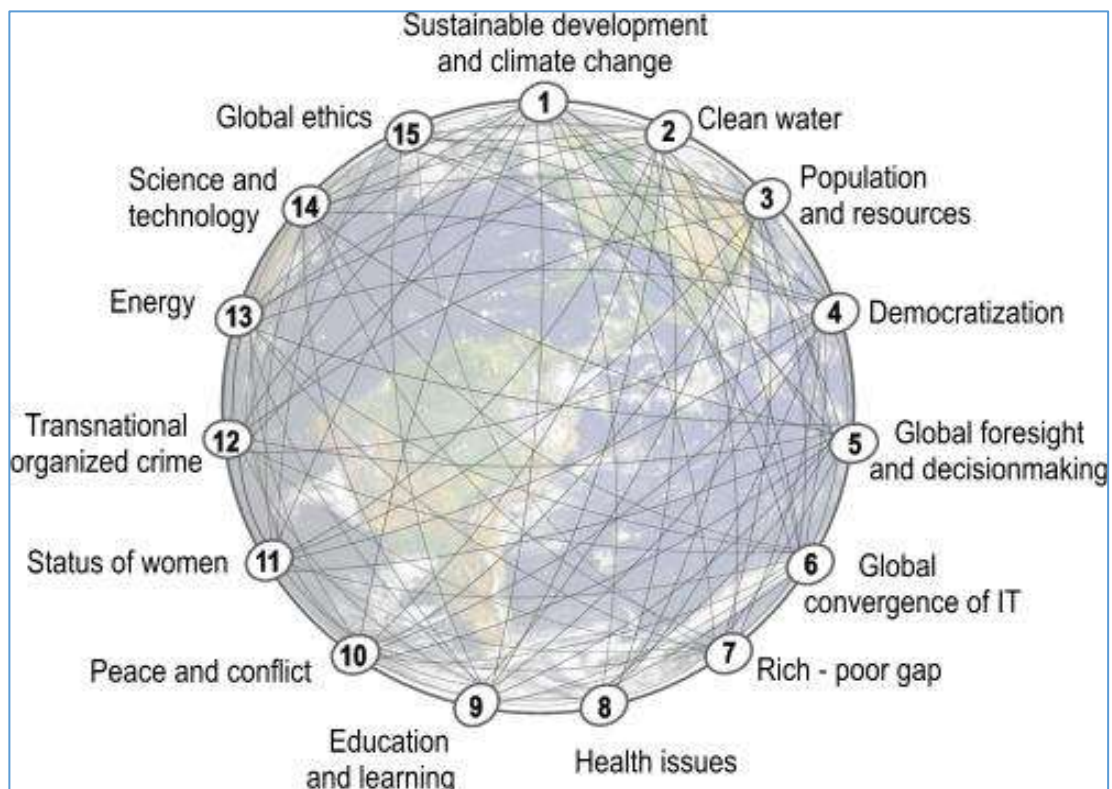 Sustainable development
and climate change
1
2
Clean water
3
Population
and resources
4
Democratization
5
Global foresight
and decisionmaking
6
Global
convergence of IT
7
Rich - poor gap
8
Health issues
9
Education
and learning
10
Peace and conflict
11
Status of women
12
Transnational
organized crime
13
Energy
14
Science and
technology
15
Global ethics